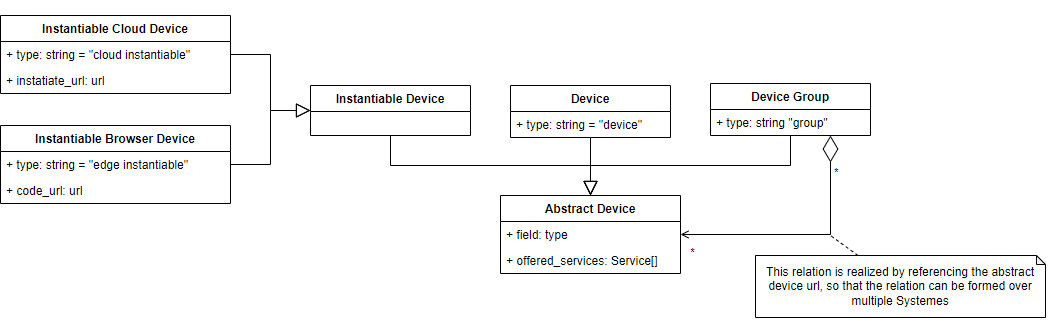 Instantiable Cloud Device
+ type: string = "cloud instantiable"
+ instatiate_url: url
Instantiable Browser Device
+ type: string = "edge instantiable"
+ code_url: url
Instantiable Device
Device
+ type: string = "device"
Device Group
+ type: string "group"
*
Abstract Device
+ field: type
+ offered_services: Service[]
*
This relation is realized by referencing the abstract
device url, so that the relation can be formed over
multiple Systemes